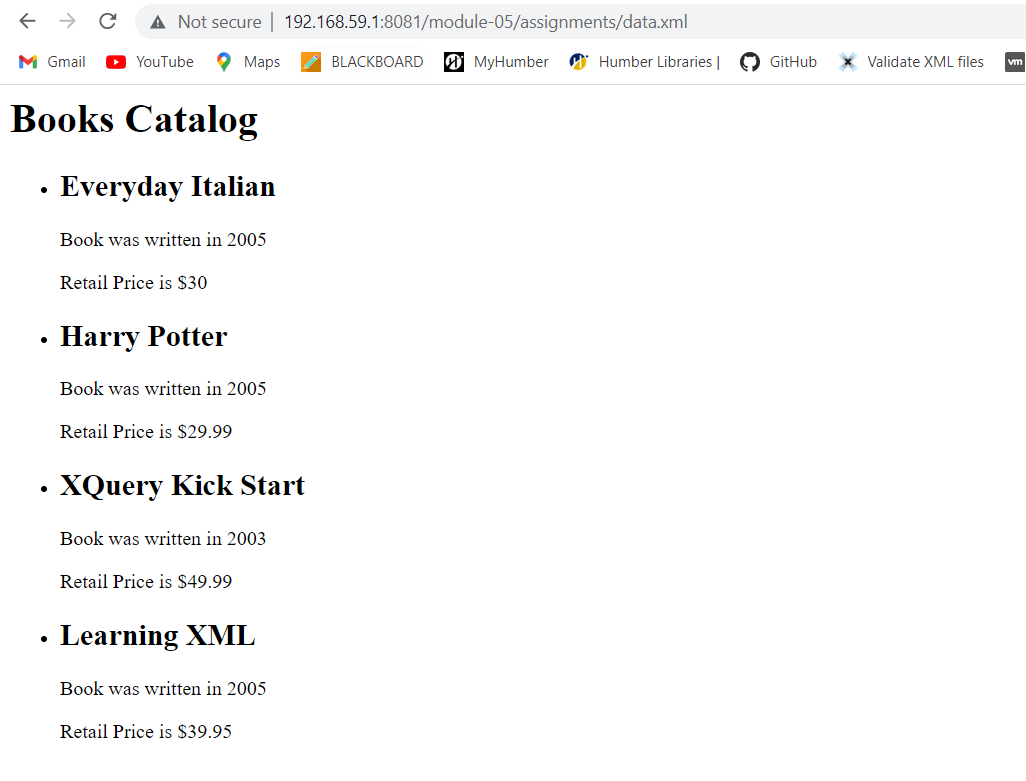 Not secure | 192.168.59.1:8081/module-05/assignments/data.xml
Gmail YouTube Maps BLACKBOARD MyHumber Humber Libraries | GitHub Validate XML files vm
Books Catalog
• Everyday Italian
Book was written in 2005
Retail Price is $30
• Harry Potter
Book was written in 2005
Retail Price is $29.99
• XQuery Kick Start
Book was written in 2003
Retail Price is $49.99
• Learning XML
Book was written in 2005
Retail Price is $39.95